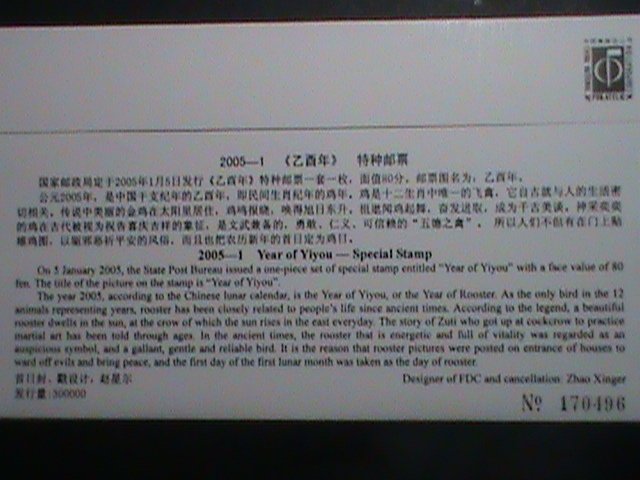 2005—1 《乙酉年》 特种邮票
国家邮政局定于2005年1月5日发行《乙酉年》特种邮票一套一枚，面值80分。邮票图名为：乙酉年。
公元2005年，是中国干支纪年的乙酉年，即民间生肖纪年的鸡年，鸡是十二生肖中唯一的飞禽，它自古就与人的生活密
切相关。传说中美丽的金鸡在太阳里居住，鸡鸣报晓，唤得旭日东升。祖逖闻鸡起舞，奋发进取，成为千古美谈。神采奕奕
的鸡在古代被视为祝告喜庆吉祥的象征，是文武兼备的、勇敢、仁义、可信赖的“五德之禽”。所以人们不但有在门上贴
雄鸡图，以驱邪祈平安的风俗，而且也把农历新年的首日定为鸡日。
2005—1 Year of Yiyou — Special Stamp
On 5 January 2005, the State Post Bureau issued a one-piece set of special stamp entitled “Year of Yiyou” with a face value of 80
fen. The title of the picture on the stamp is “Year of Yiyou”.
The year 2005, according to the Chinese lunar calendar, is the Year of Yiyou, or the Year of Rooster. As the only bird in the 12
animals representing years, rooster has been closely related to people's life since ancient times. According to the legend, a beautiful
rooster dwells in the sun, at the crow of which the sun rises in the east everyday. The story of Zuti who got up at cockcrow to practice
martial art has been told through ages. In the ancient times, the rooster that is energetic and full of vitality was regarded as an
auspicious symbol, and a gallant, gentle and reliable bird. It is the reason that rooster pictures were posted on entrance of houses to
ward off evils and bring peace, and the first day of the first lunar month was taken as the day of rooster.
首日封、戳设计：赵星尔 Designer of FDC and cancellation: Zhao Xinger
发行量：300000 № 170496